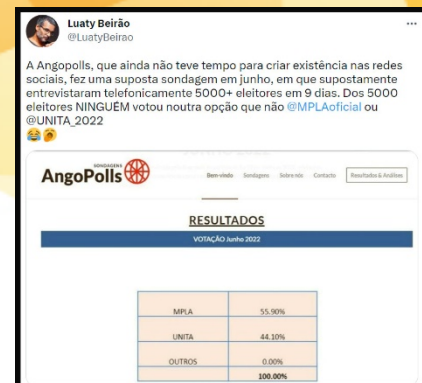 Luaty Beirão
@LuatyBeirao
A Angopolls, que ainda não teve tempo para criar existência nas redes
sociais, fez uma suposta sondagem em junho, em que supostamente
entrevistaram telefonicamente 5000+ eleitores em 9 dias. Dos 5000
eleitores NINGUÉM votou noutra opção que não @MPLAoficial ou
@UNITA_2022
SONDAGENS
AngoPolls
Bem-vindo Sondagens Sobre nós Contacto Resultados & Análises
RESULTADOS
VOTAÇÃO Junho 2022
MPLA 55.90%
UNITA 44.10%
OUTROS 0.00%
100.00%